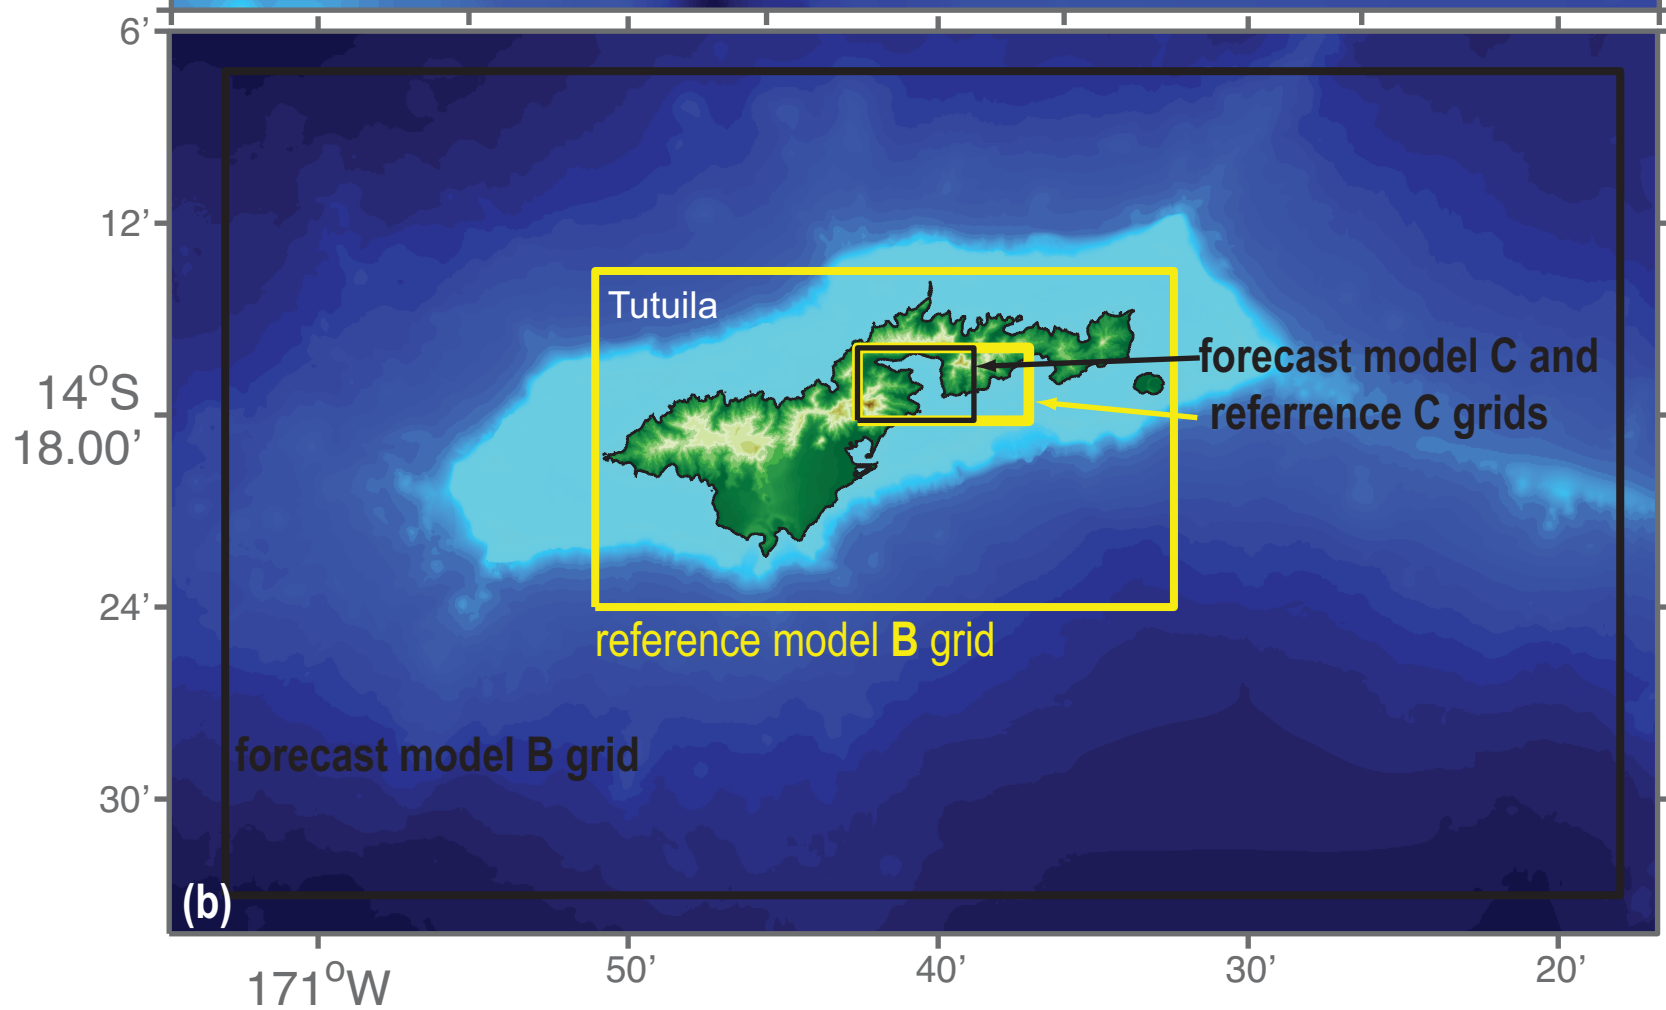 6’
12’
Tutuila
forecast model C and
14°S
referrence C grids
18.00’
24’
reference model B grid
forecast model B grid
30’
(b)
171°W
50’
40’
30’
20’